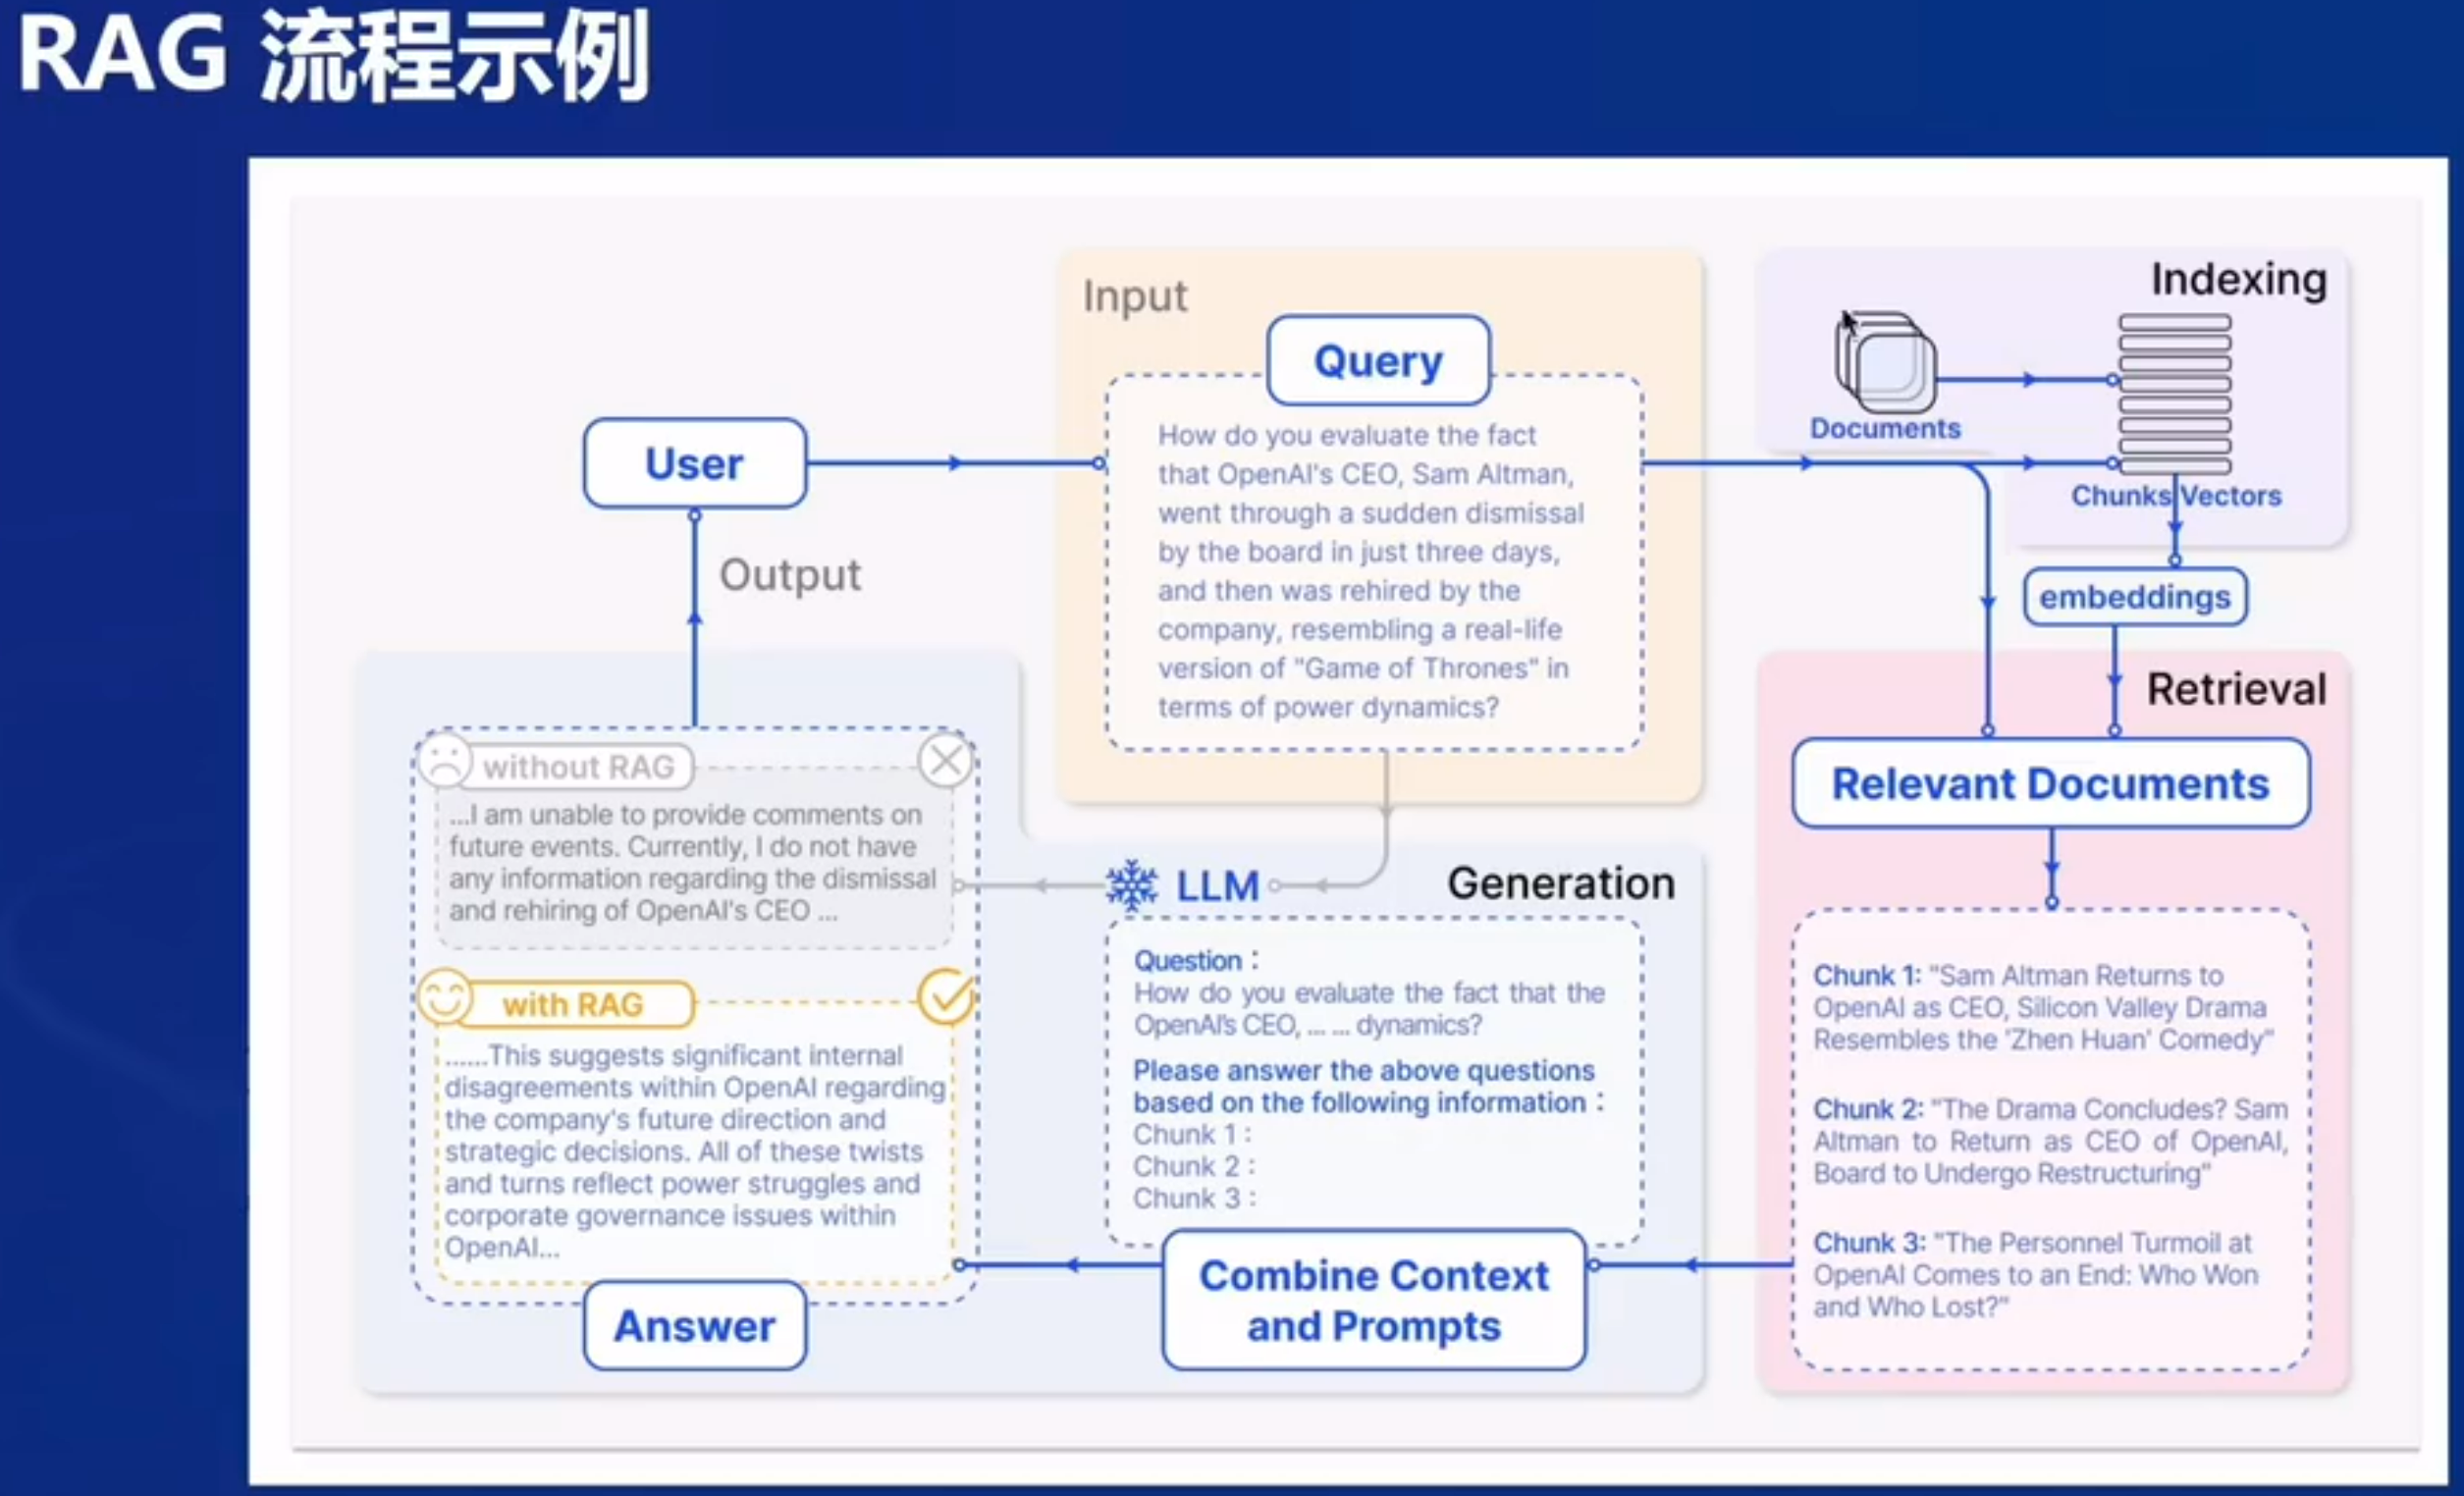 RAG 流程示例
Input
Query
How do you evaluate the fact
that OpenAI's CEO, Sam Altman,
went through a sudden dismissal
by the board in just three days,
and then was rehired by the
company, resembling a real-life
version of "Game of Thrones" in
terms of power dynamics?
Indexing
Documents
Chunks Vectors
embeddings
User
Output
Retrieval
Relevant Documents
Chunk 1: "Sam Altman Returns to
OpenAI as CEO, Silicon Valley Drama
Resembles the 'Zhen Huan' Comedy"
Chunk 2: "The Drama Concludes? Sam
Altman to Return as CEO of OpenAI,
Board to Undergo Restructuring"
Chunk 3: "The Personnel Turmoil at
OpenAI Comes to an End: Who Won
and Who Lost?"
LLM
Generation
Question：
How do you evaluate the fact that the
OpenAI's CEO, ... ... dynamics?
Please answer the above questions
based on the following information：
Chunk 1：
Chunk 2：
Chunk 3：
Combine Context
and Prompts
without RAG
...I am unable to provide comments on
future events. Currently, I do not have
any information regarding the dismissal
and rehiring of OpenAI's CEO ...
with RAG
......This suggests significant internal
disagreements within OpenAI regarding
the company's future direction and
strategic decisions. All of these twists
and turns reflect power struggles and
corporate governance issues within
OpenAI...
Answer